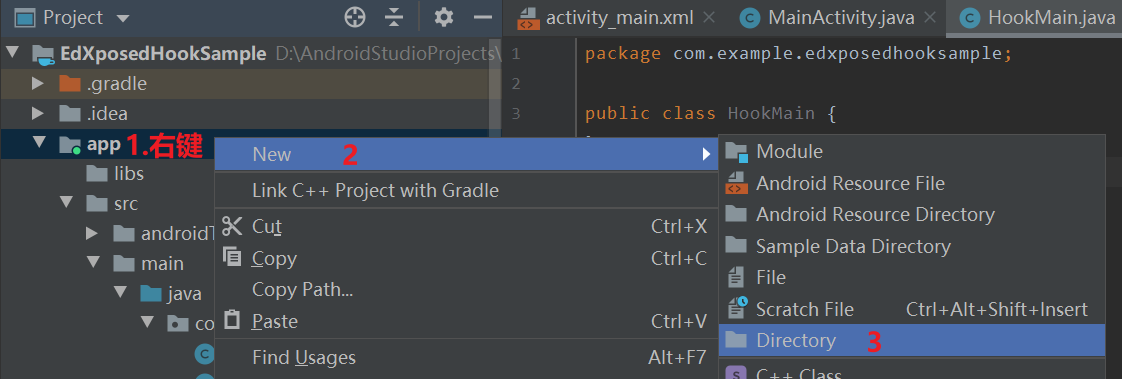 Project
activity_main.xml
MainActivity.java
HookMain.java
EdXposedHookSample D:\AndroidStudioProjects\
.gradle
.idea
app 1.右键
libs
src
androidT
main
java
co
1
2
3
package com.example.edxposedhooksample;
public class HookMain {
New 2
Link C++ Project with Gradle
Cut Ctrl+X
Copy Ctrl+C
Copy Path...
Paste Ctrl+V
Find Usages Alt+F7
Module
Android Resource File
Android Resource Directory
Sample Data Directory
File
Scratch File Ctrl+Alt+Shift+Insert
Directory 3
C++ Class